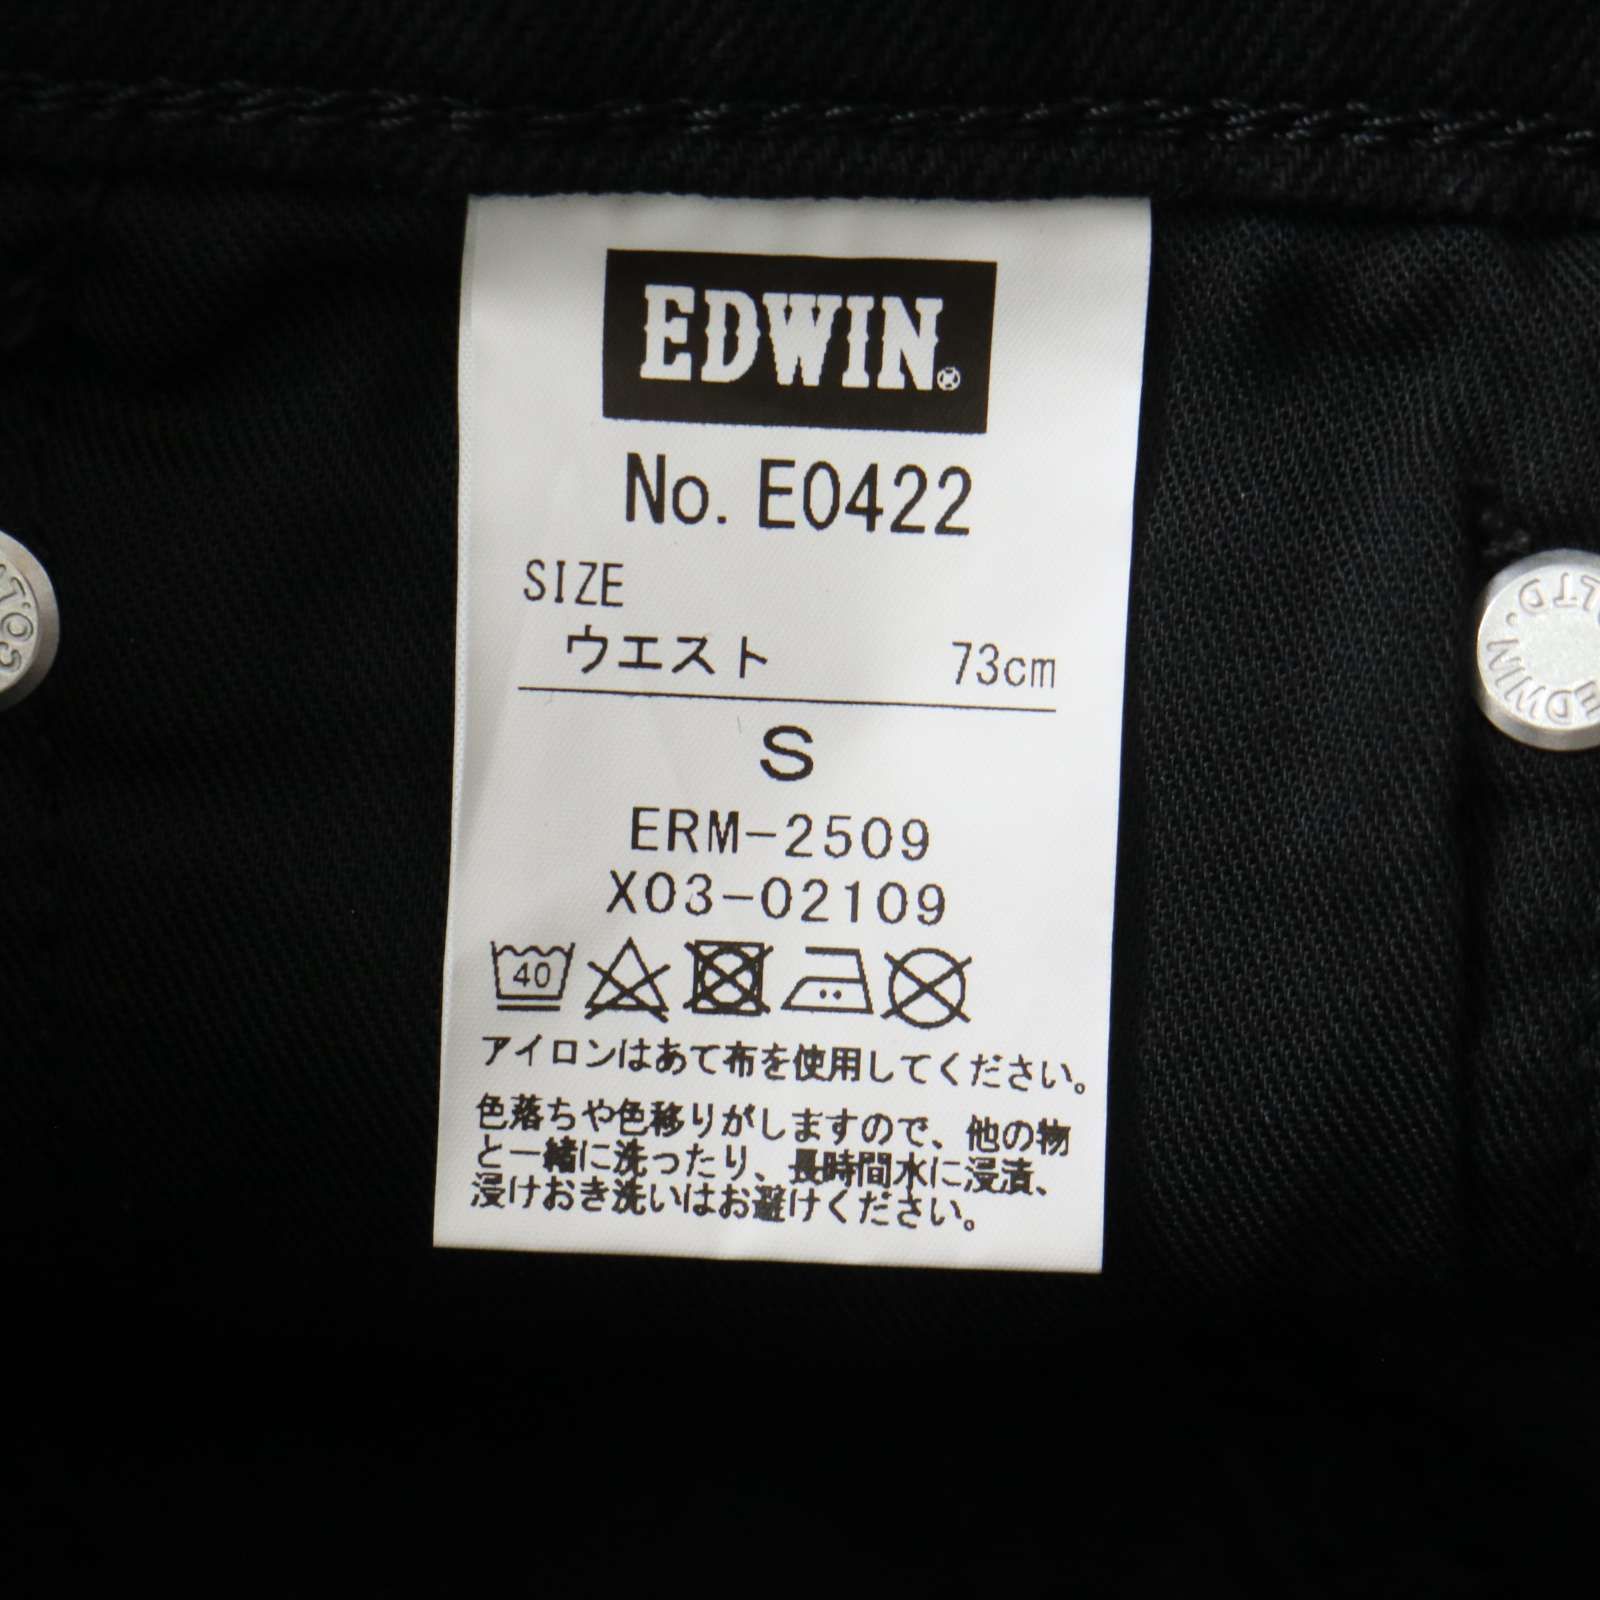 EDWIN®
No. E0422
SIZE
ウエスト 73cm
S
ERM-2509
X03-02109
40
アイロンはあて布を使用してください。
色落ちや色移りがしますので、他の物
と一緒に洗ったり、長時間水に浸漬、
浸けおき洗いはお避けください。
EDWIN
LTD.